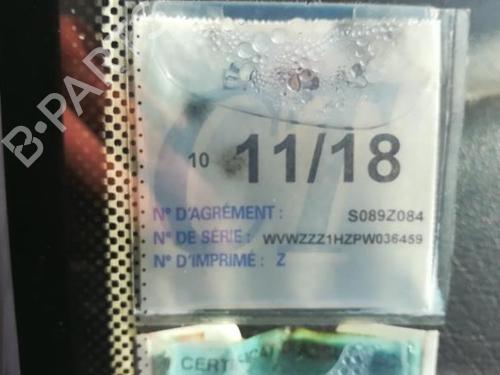 B-PARTS
10 11/18
N° D'AGRÉMENT : S089Z084
N° DE SÉRIE : WVWZZZ1HZPW036459
N° D'IMPRIMÉ : Z